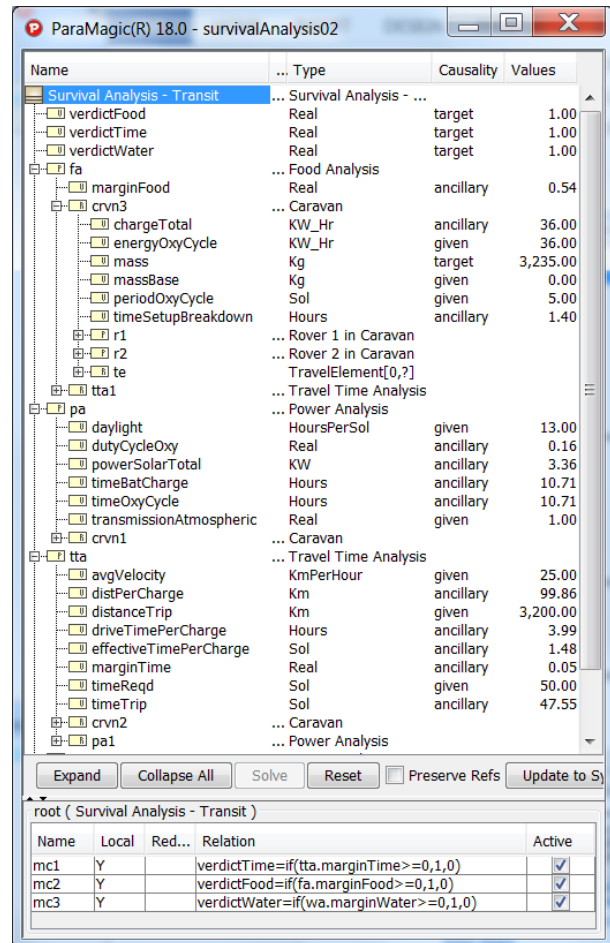 ParaMagic(R) 18.0 - survivalAnalysis02
Name ... Type Causality Values
Survival Analysis - Transit ... Survival Analysis - ...
verdictFood Real target 1.00
verdictTime Real target 1.00
verdictWater Real target 1.00
fa ... Food Analysis
marginFood Real ancillary 0.54
crvn3 ... Caravan
chargeTotal KW_Hr ancillary 36.00
energyOxyCycle KW_Hr given 36.00
mass Kg target 3,235.00
massBase Kg given 0.00
periodOxyCycle Sol given 5.00
timeSetupBreakdown Hours ancillary 1.40
r1 ... Rover 1 in Caravan
r2 ... Rover 2 in Caravan
te TravelElement[0,?]
tta1 ... Travel Time Analysis
pa ... Power Analysis
daylight HoursPerSol given 13.00
dutyCycleOxy Real ancillary 0.16
powerSolarTotal KW ancillary 3.36
timeBatCharge Hours ancillary 10.71
timeOxyCycle Hours ancillary 10.71
transmissionAtmospheric Real given 1.00
crvn1 ... Caravan
tta ... Travel Time Analysis
avgVelocity KmPerHour given 25.00
distPerCharge Km ancillary 99.86
distanceTrip Km given 3,200.00
driveTimePerCharge Hours ancillary 3.99
effectiveTimePerCharge Sol ancillary 1.48
marginTime Real ancillary 0.05
timeReqd Sol given 50.00
timeTrip Sol ancillary 47.55
crvn2 ... Caravan
pa1 ... Power Analysis
Expand Collapse All Solve Reset Preserve Refs Update to Sy
root ( Survival Analysis - Transit )
Name Local Red... Relation Active
mc1 Y verdictTime=if(tta.marginTime>=0,1,0)
mc2 Y verdictFood=if(fa.marginFood>=0,1,0)
mc3 Y verdictWater=if(wa.marginWater>=0,1,0)